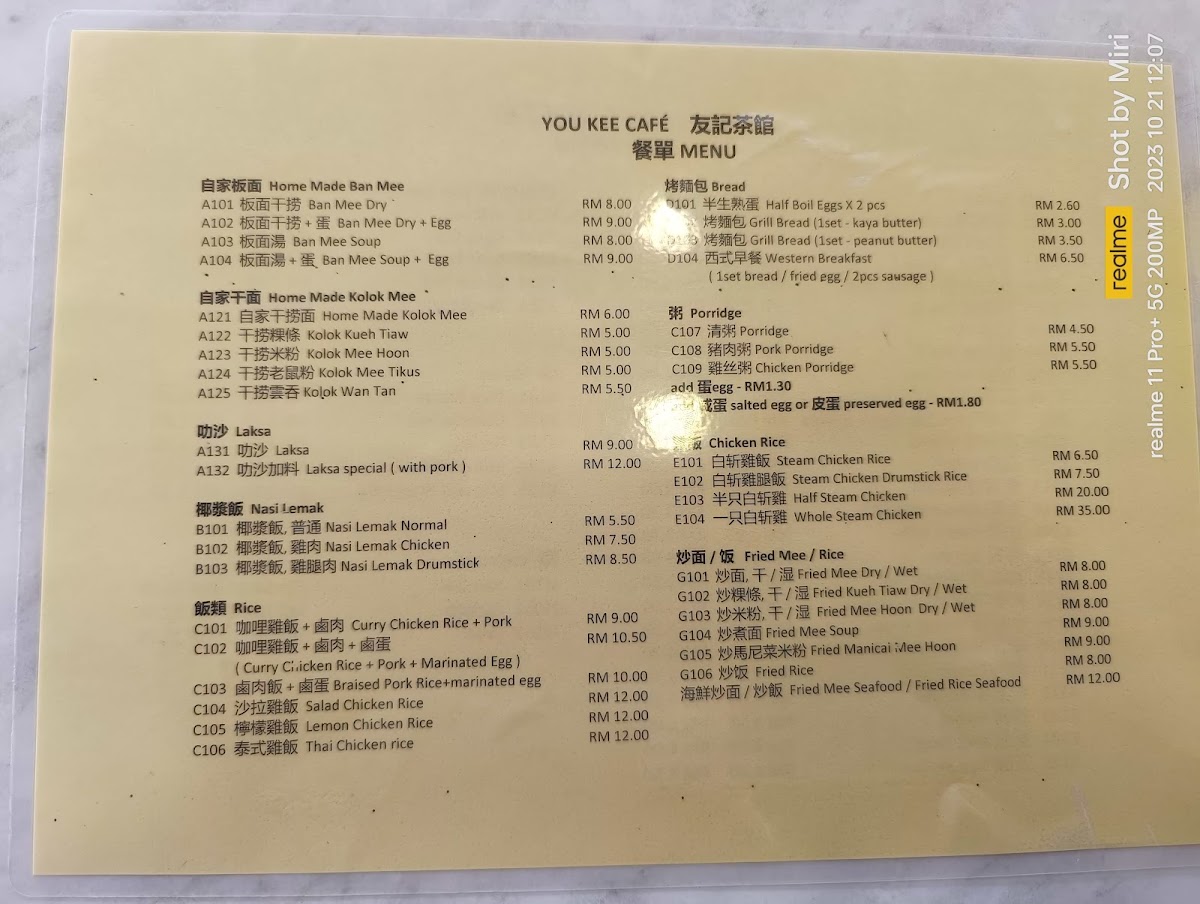 YOU KEE CAFÉ 友記茶館
餐單 MENU
自家板面 Home Made Ban Mee
A101 板面干捞 Ban Mee Dry RM 8.00
A102 板面干捞 + 蛋 Ban Mee Dry + Egg RM 9.00
A103 板面湯 Ban Mee Soup RM 8.00
A104 板面湯 + 蛋 Ban Mee Soup + Egg RM 9.00
自家干面 Home Made Kolok Mee
A121 自家干捞面 Home Made Kolok Mee RM 6.00
A122 干捞粿條 Kolok Kueh Tiaw RM 5.00
A123 干捞米粉 Kolok Mee Hoon RM 5.00
A124 干捞老鼠粉 Kolok Mee Tikus RM 5.00
A125 干捞雲吞 Kolok Wan Tan RM 5.50
叻沙 Laksa
A131 叻沙 Laksa RM 9.00
A132 叻沙加料 Laksa special ( with pork ) RM 12.00
椰漿飯 Nasi Lemak
B101 椰漿飯, 普通 Nasi Lemak Normal RM 5.50
B102 椰漿飯, 雞肉 Nasi Lemak Chicken RM 7.50
B103 椰漿飯, 雞腿肉 Nasi Lemak Drumstick RM 8.50
飯類 Rice
C101 咖哩雞飯 + 鹵肉 Curry Chicken Rice + Pork RM 9.00
C102 咖哩雞飯 + 鹵肉 + 鹵蛋 RM 10.50
( Curry Chicken Rice + Pork + Marinated Egg )
C103 鹵肉飯 + 鹵蛋 Braised Pork Rice+marinated egg RM 10.00
C104 沙拉雞飯 Salad Chicken Rice RM 12.00
C105 檸檬雞飯 Lemon Chicken Rice RM 12.00
C106 泰式雞飯 Thai Chicken rice RM 12.00
烤麵包 Bread
D101 半生熟蛋 Half Boil Eggs X 2 pcs RM 2.60
烤麵包 Grill Bread (1set - kaya butter) RM 3.00
D103 烤麵包 Grill Bread (1set - peanut butter) RM 3.50
D104 西式早餐 Western Breakfast RM 6.50
( 1set bread / fried egg / 2pcs sausage )
粥 Porridge
C107 清粥 Porridge RM 4.50
C108 豬肉粥 Pork Porridge RM 5.50
C109 雞丝粥 Chicken Porridge RM 5.50
add 蛋egg - RM1.30
add 咸蛋 salted egg or 皮蛋 preserved egg - RM1.80
飯 Chicken Rice
E101 白斩雞飯 Steam Chicken Rice RM 6.50
E102 白斩雞腿飯 Steam Chicken Drumstick Rice RM 7.50
E103 半只白斩雞 Half Steam Chicken RM 20.00
E104 一只白斩雞 Whole Steam Chicken RM 35.00
炒面 / 饭 Fried Mee / Rice
G101 炒面, 干 / 湿 Fried Mee Dry / Wet RM 8.00
G102 炒粿條, 干 / 湿 Fried Kueh Tiaw Dry / Wet RM 8.00
G103 炒米粉, 干 / 湿 Fried Mee Hoon Dry / Wet RM 8.00
G104 炒煮面 Fried Mee Soup RM 9.00
G105 炒馬尼菜米粉 Fried Manicai Mee Hoon RM 9.00
G106 炒饭 Fried Rice RM 8.00
海鮮炒面 / 炒飯 Fried Mee Seafood / Fried Rice Seafood RM 12.00
realme Shot by Miri
realme 11 Pro+ 5G 200MP 2023 10 21 12:07